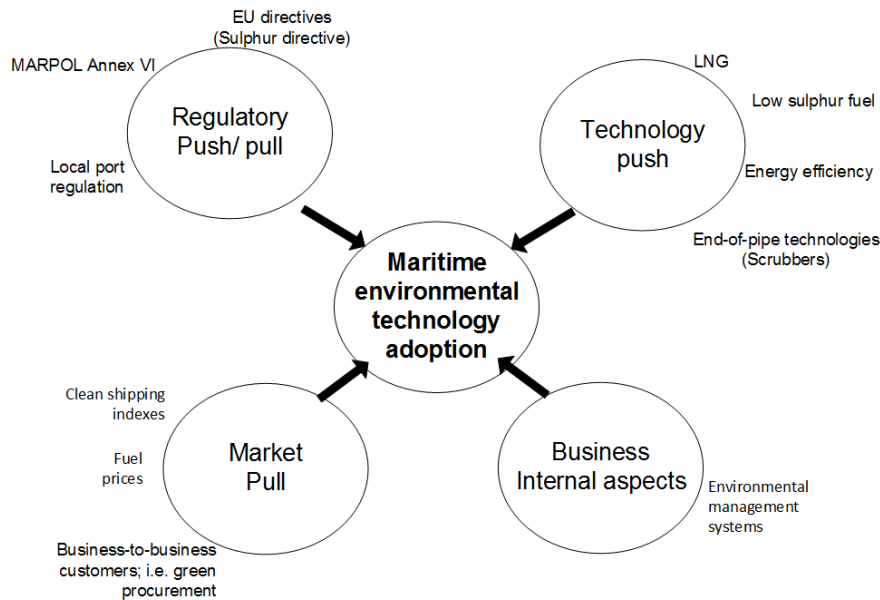 EU directives
(Sulphur directive)
MARPOL Annex VI
Regulatory
Push/ pull
Local port
regulation
LNG
Low sulphur fuel
Technology
push
Energy efficiency
End-of-pipe technologies
(Scrubbers)
Maritime
environmental
technology
adoption
Clean shipping
indexes
Fuel
prices
Market
Pull
Business-to-business
customers; i.e. green
procurement
Business
Internal aspects
Environmental
management
systems